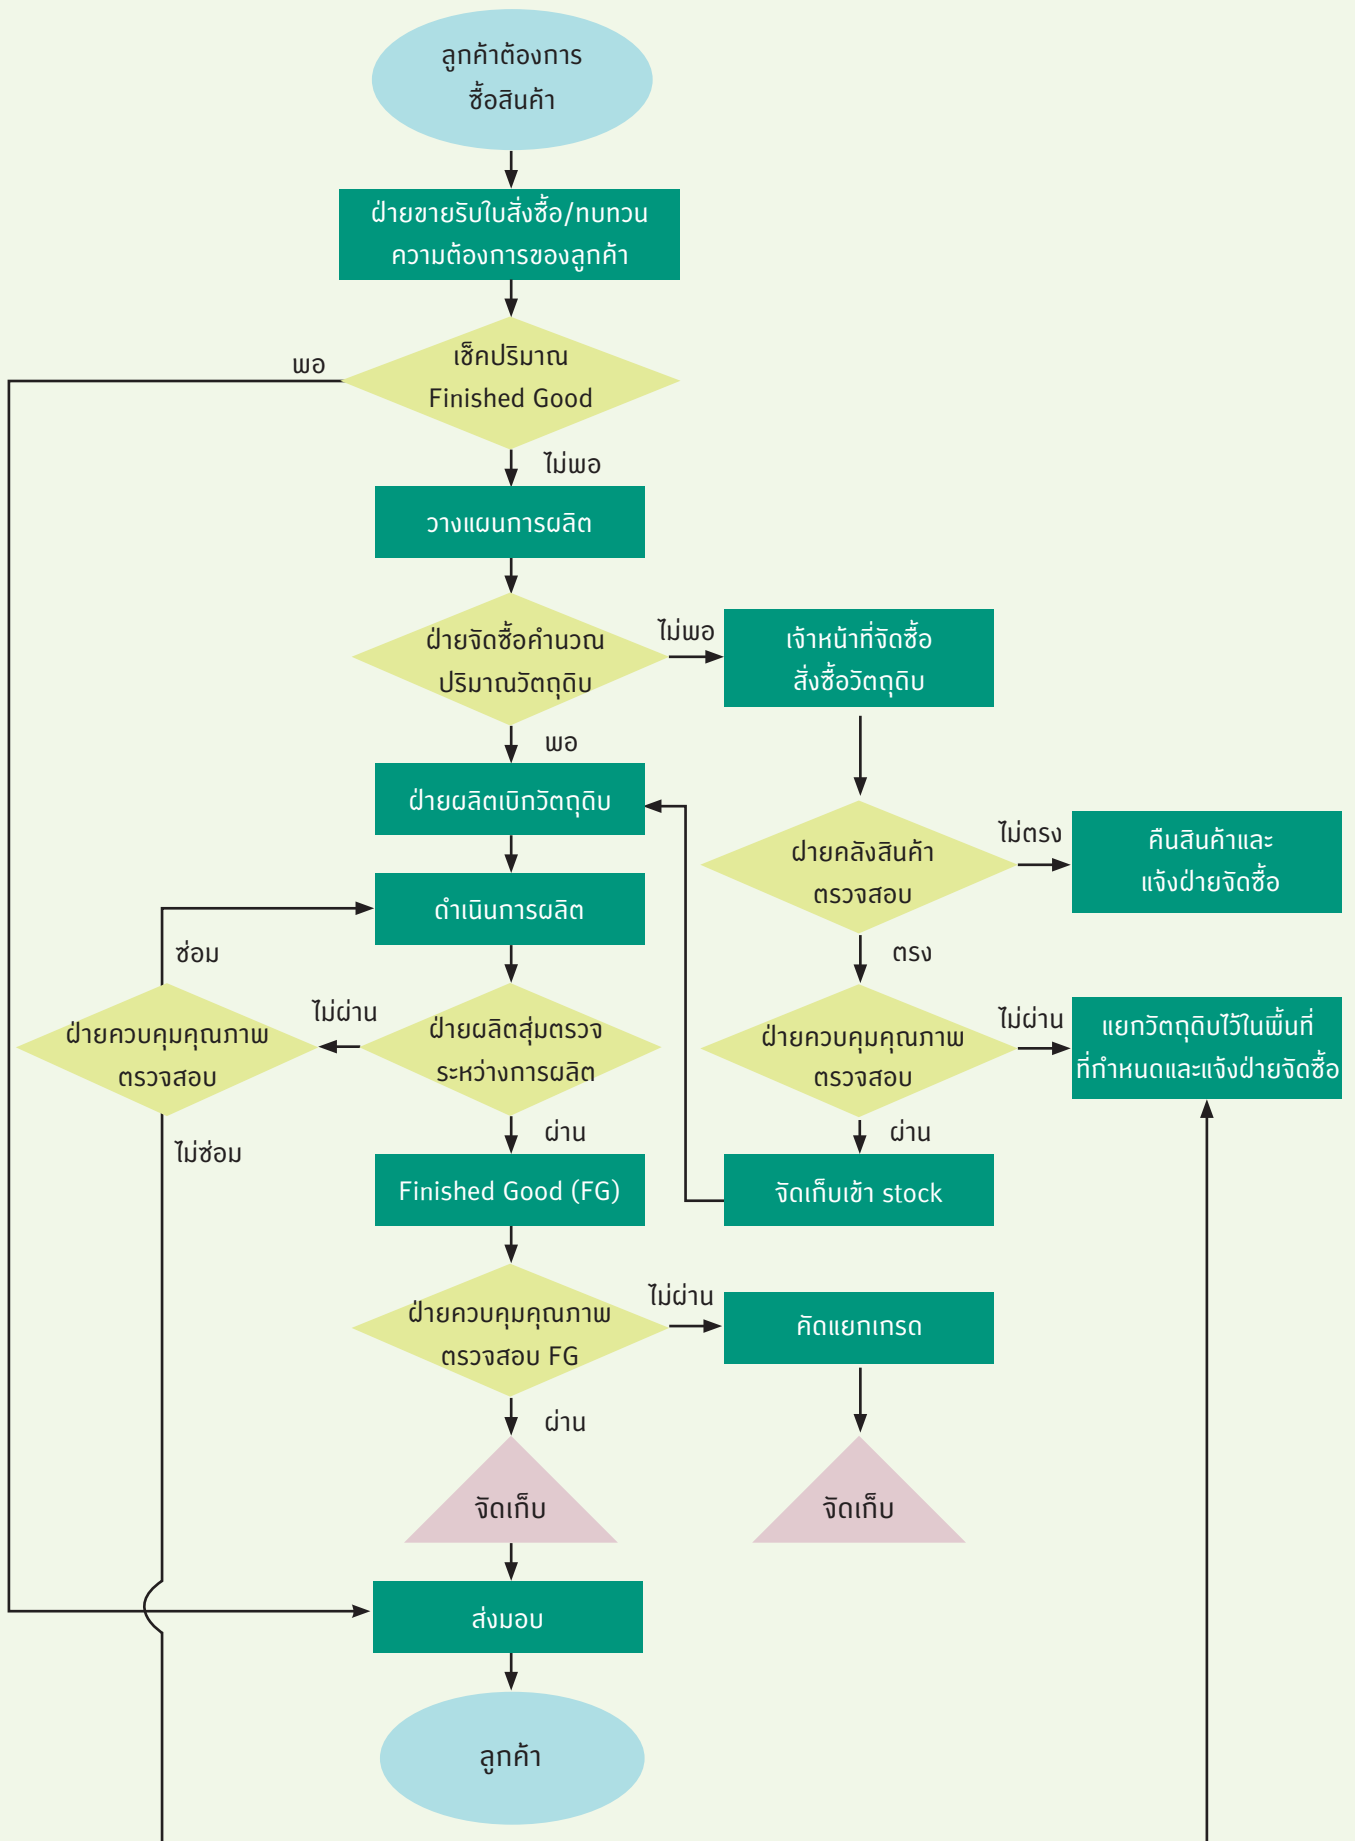 ลูกค้าต้องการ
ซื้อสินค้า
ฝ่ายขายรับใบสั่งซื้อ/ทบทวน
ความต้องการของลูกค้า
พอ
เช็คปริมาณ
Finished Good
ไม่พอ
วางแผนการผลิต
ฝ่ายจัดซื้อคำนวณ
ปริมาณวัตถุดิบ
ไม่พอ
เจ้าหน้าที่จัดซื้อ
สั่งซื้อวัตถุดิบ
พอ
ฝ่ายผลิตเบิกวัตถุดิบ
ฝ่ายคลังสินค้า
ตรวจสอบ
ไม่ตรง
คืนสินค้าและ
แจ้งฝ่ายจัดซื้อ
ดำเนินการผลิต
ซ่อม
ตรง
ฝ่ายควบคุมคุณภาพ
ตรวจสอบ
ไม่ผ่าน
ฝ่ายผลิตสุ่มตรวจ
ระหว่างการผลิต
ฝ่ายควบคุมคุณภาพ
ตรวจสอบ
ไม่ผ่าน
แยกวัตถุดิบไว้ในพื้นที่
ที่กำหนดและแจ้งฝ่ายจัดซื้อ
ไม่ซ่อม
ผ่าน
ผ่าน
Finished Good (FG)
จัดเก็บเข้า stock
ฝ่ายควบคุมคุณภาพ
ตรวจสอบ FG
ไม่ผ่าน
คัดแยกเกรด
ผ่าน
จัดเก็บ
จัดเก็บ
ส่งมอบ
ลูกค้า